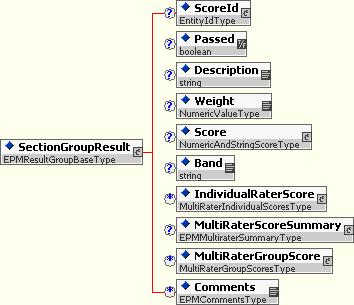 ScoreId
EntityIdType
Passed
boolean
Description
string
Weight
NumericValueType
SectionGroupResult
EPMResultGroupBaseType
Score
NumericAndStringScoreType
Band
string
IndividualRaterScore
MultiRaterIndividualScoresType
MultiRaterScoreSummary
EPMMultiraterSummaryType
MultiRaterGroupScore
MultiRaterGroupScoresType
Comments
EPMCommentsType